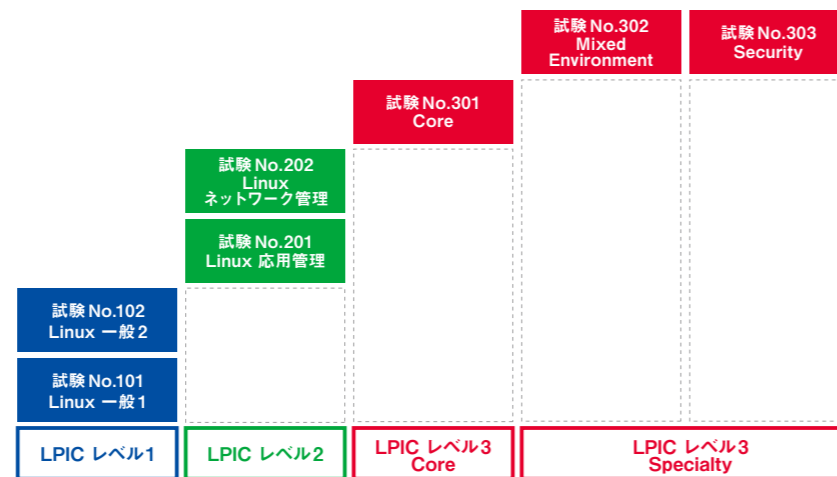 試験No.302
Mixed
Environment
試験No.303
Security
試験No.301
Core
試験No.202
Linux
ネットワーク管理
試験No.201
Linux 応用管理
試験No.102
Linux 一般2
試験No.101
Linux 一般1
LPIC レベル1
LPIC レベル2
LPIC レベル3
Core
LPIC レベル3
Specialty